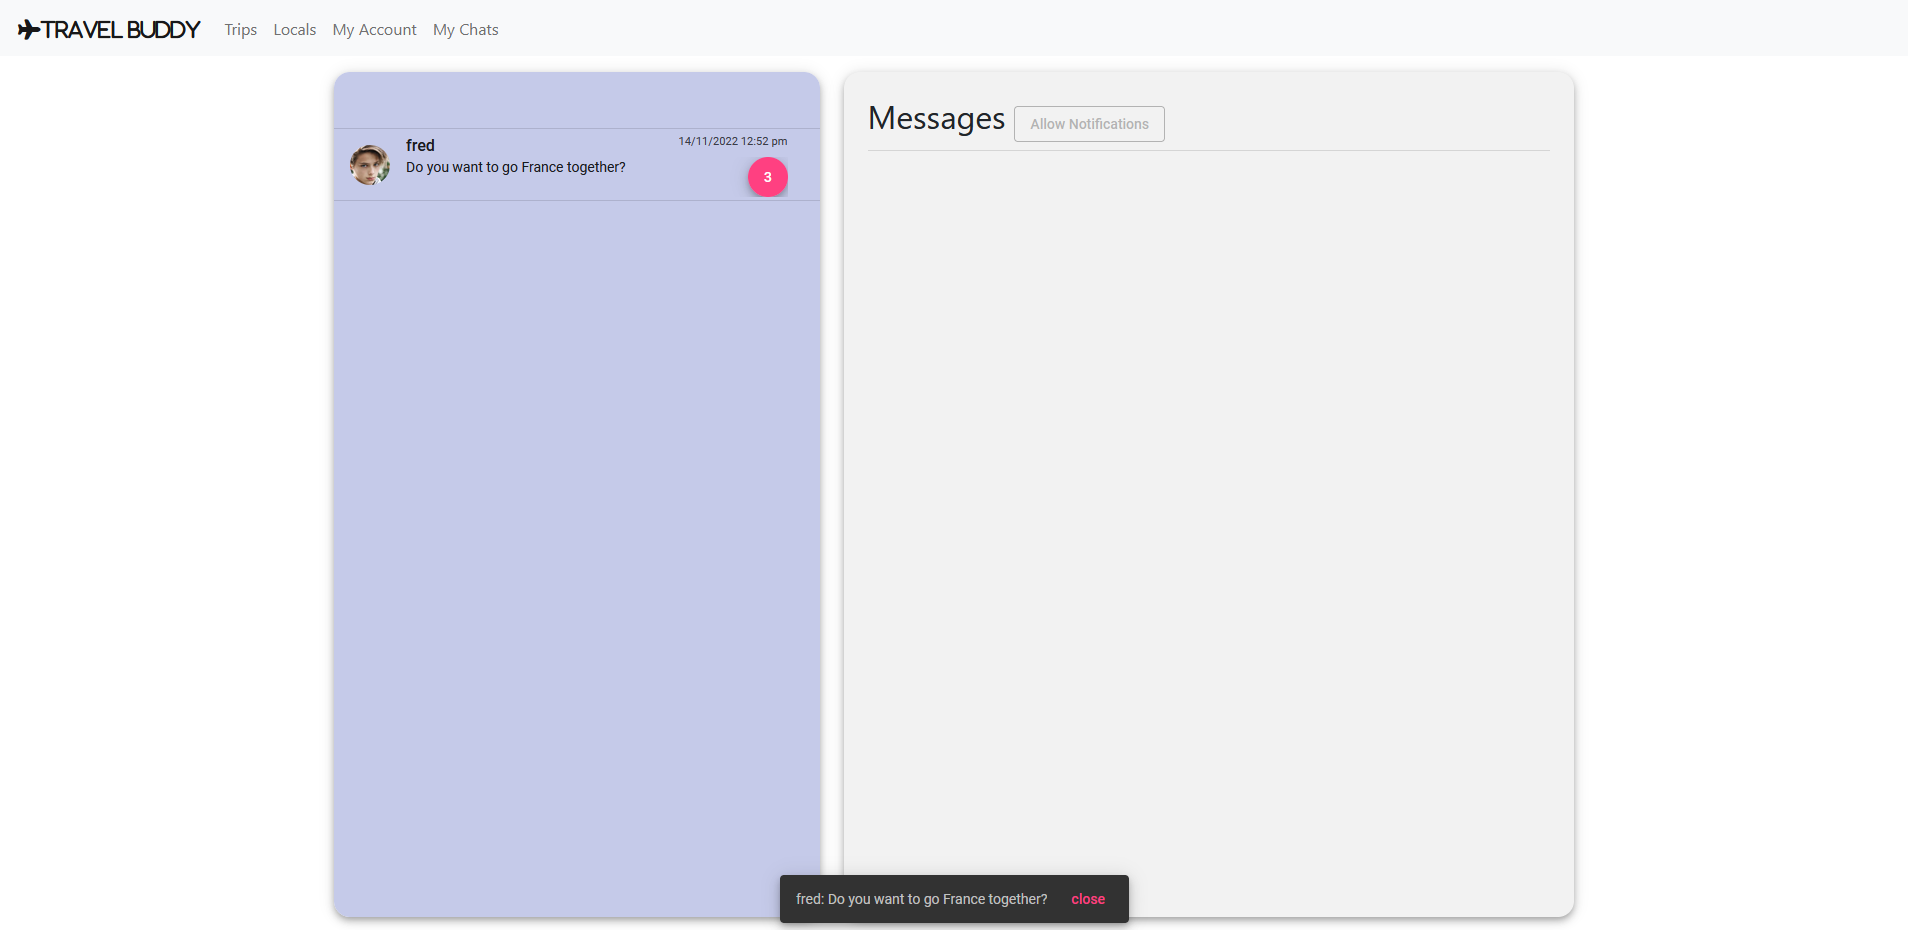 TRAVEL BUDDY Trips Locals My Account My Chats
fred
14/11/2022 12:52 pm
Do you want to go France together?
3
Messages
Allow Notifications
fred: Do you want to go France together? close